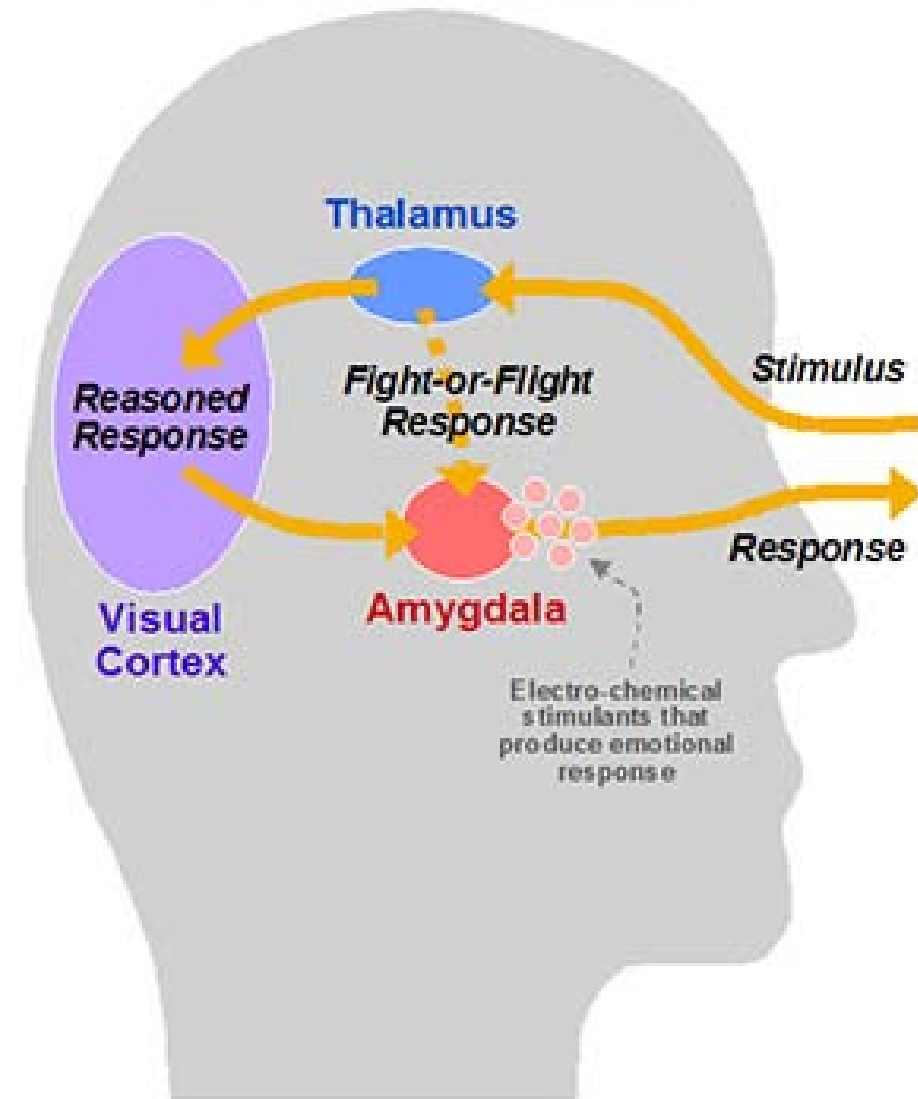 Thalamus
Stimulus
Fight-or-Flight
Response
Reasoned
Response
Response
Amygdala
Visual
Cortex
Electro-chemical
stimulants that
produce emotional
response